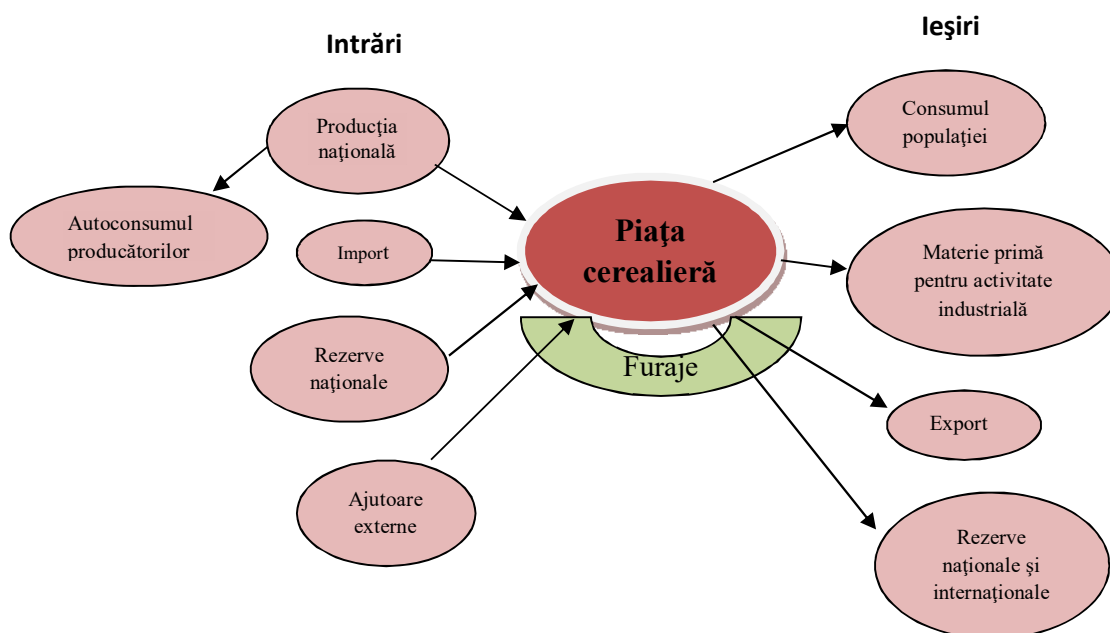 Intrări
Ieşiri
Producţia
naţională
Autoconsumul
producătorilor
Import
Rezerve
naţionale
Ajutoare
externe
Piaţa
cerealieră
Furaje
Consumul
populaţiei
Materie primă
pentru activitate
industrială
Export
Rezerve
naţionale şi
internaţionale